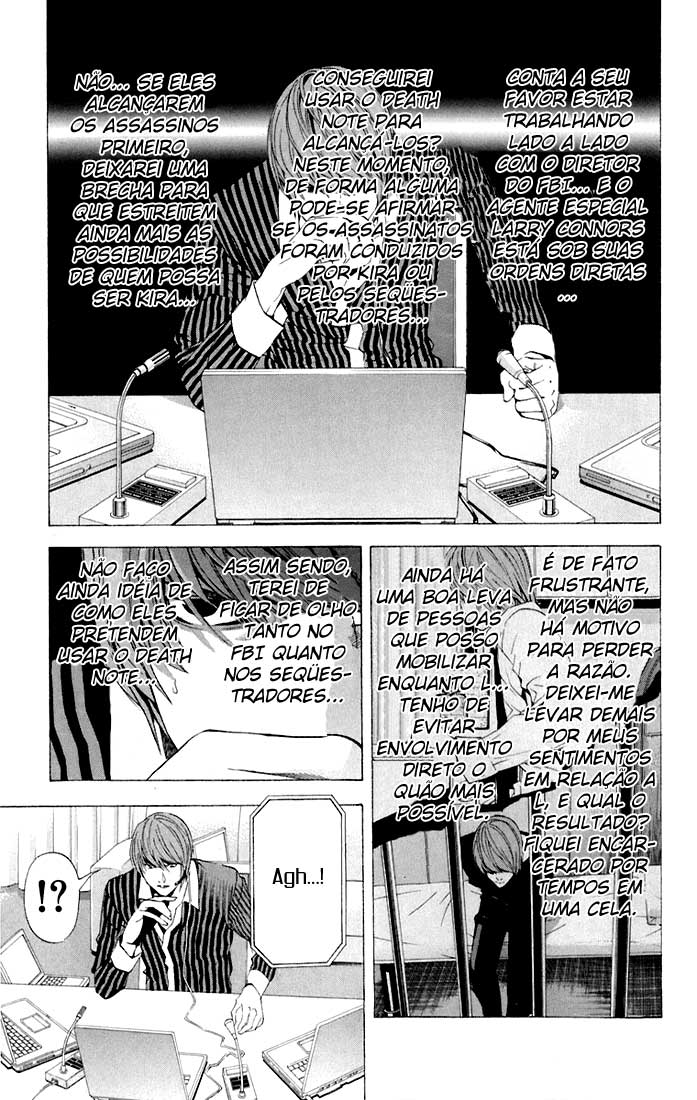 CONTA A SEU
FAVOR ESTAR
TRABALHANDO
LADO A LADO
COM O DIRETOR
DO FBI... E O
AGENTE ESPECIAL
LARRY CONNORS
ESTÁ SOB SUAS
ORDENS DIRETAS
...
CONSEGUIREI
USAR O DEATH
NOTE PARA
ALCANÇÁ-LOS?
NESTE MOMENTO,
DE FORMA ALGUMA
PODE-SE AFIRMAR
SE OS ASSASSINATOS
FORAM CONDUZIDOS
POR KIRA OU
PELOS SEQÜES-
TRADORES...
NÃO... SE ELES
ALCANÇAREM
OS ASSASSINOS
PRIMEIRO,
DEIXAREI UMA
BRECHA PARA
QUE ESTREITEM
AINDA MAIS AS
POSSIBILIDADES
DE QUEM POSSA
SER KIRA...
É DE FATO
FRUSTRANTE,
MAS NÃO
HÁ MOTIVO
PARA PERDER
A RAZÃO.
DEIXEI-ME
LEVAR DEMAIS
POR MEUS
SENTIMENTOS
EM RELAÇÃO A
L, E QUAL O
RESULTADO?
FIQUEI ENCAR-
CERADO POR
TEMPOS EM
UMA CELA.
AINDA HÁ
UMA BOA LEVA
DE PESSOAS
QUE POSSO
MOBILIZAR
ENQUANTO L...
TENHO DE
EVITAR
ENVOLVIMENTO
DIRETO O
QUÃO MAIS
POSSÍVEL.
ASSIM SENDO,
TEREI DE
FICAR DE OLHO
TANTO NO
FBI QUANTO
NOS SEQÜES-
TRADORES...
NÃO FAÇO
AINDA IDÉIA DE
COMO ELES
PRETENDEM
USAR O DEATH
NOTE...
Agh...!
!?